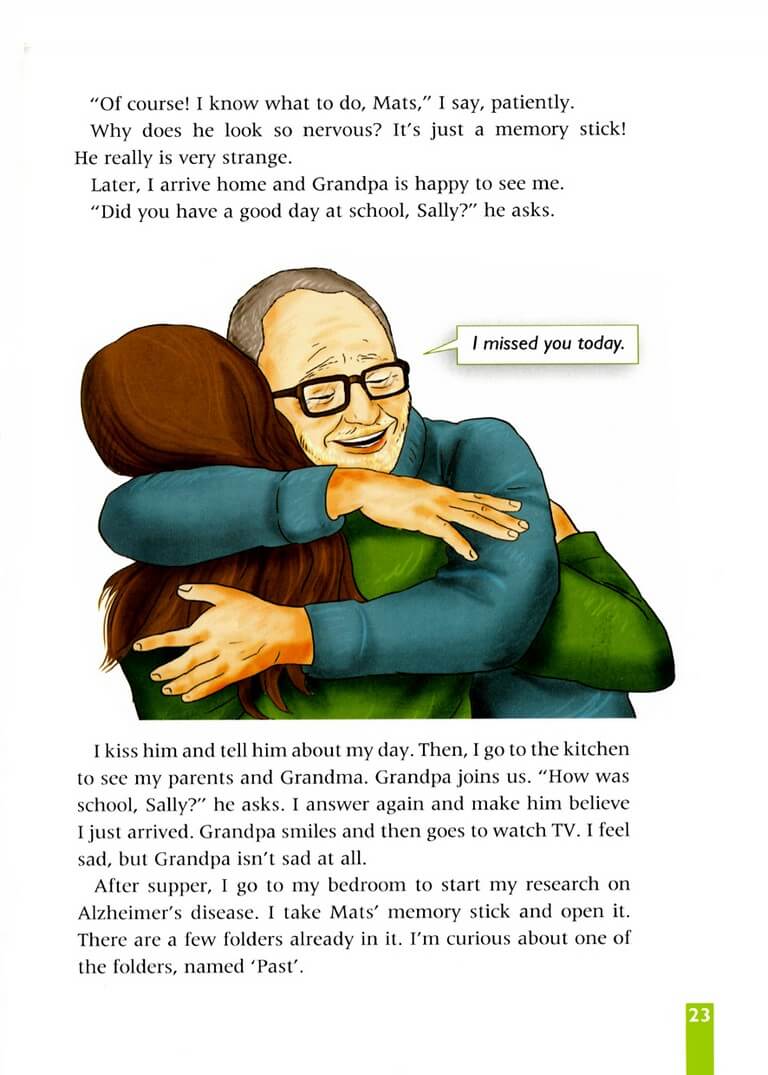 “Of course! I know what to do, Mats,” I say, patiently.
Why does he look so nervous? It’s just a memory stick!
He really is very strange.
Later, I arrive home and Grandpa is happy to see me.
“Did you have a good day at school, Sally?” he asks.
I missed you today.
I kiss him and tell him about my day. Then, I go to the kitchen
to see my parents and Grandma. Grandpa joins us. “How was
school, Sally?” he asks. I answer again and make him believe
I just arrived. Grandpa smiles and then goes to watch TV. I feel
sad, but Grandpa isn’t sad at all.
After supper, I go to my bedroom to start my research on
Alzheimer’s disease. I take Mats’ memory stick and open it.
There are a few folders already in it. I’m curious about one of
the folders, named ‘Past’.
23